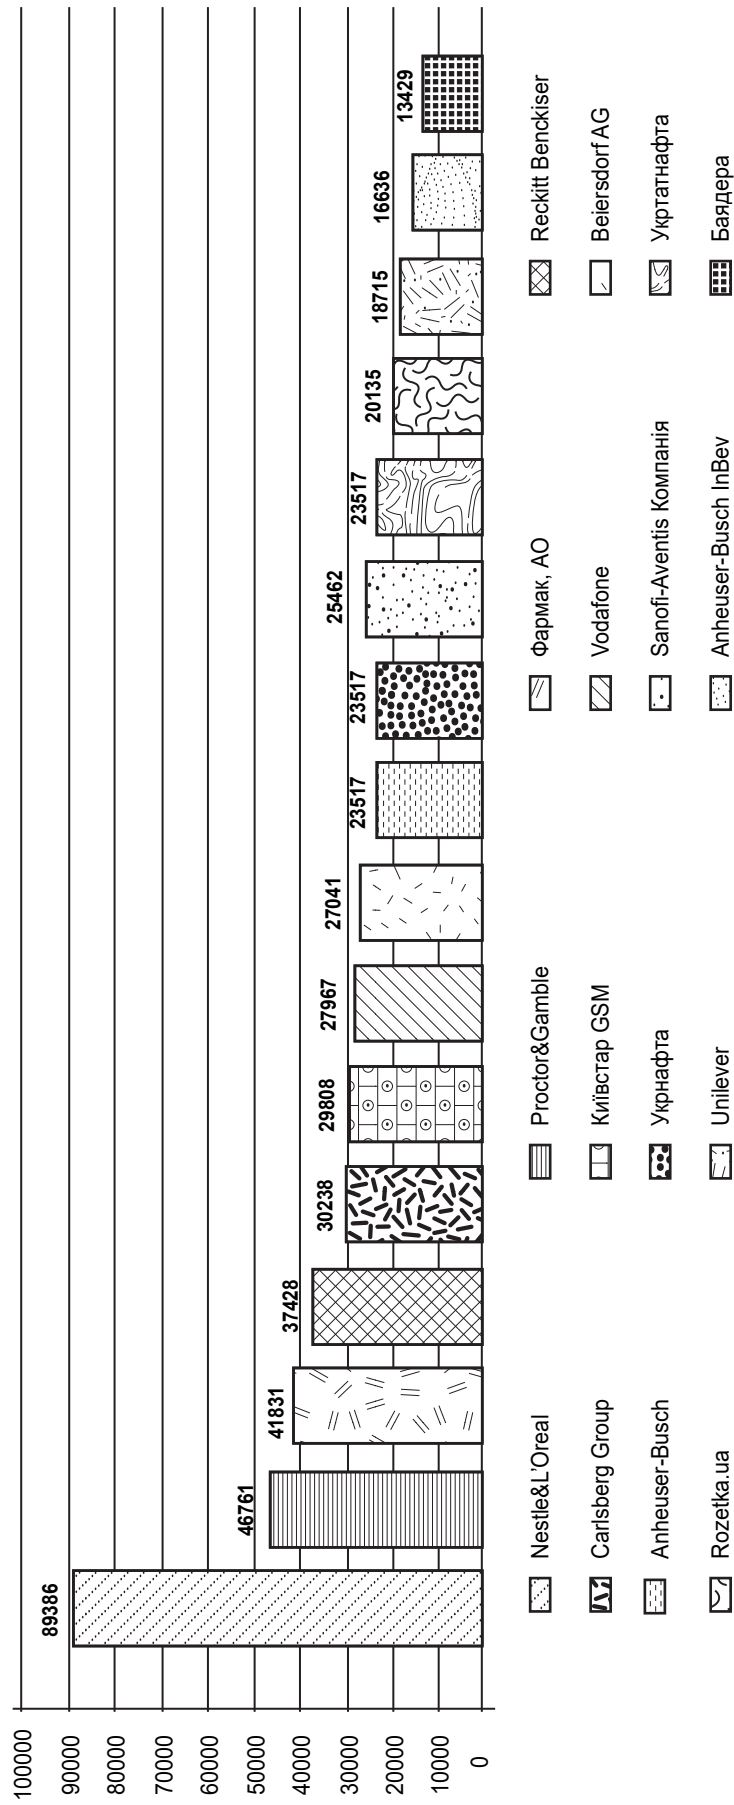 100000
90000
80000
70000
60000
50000
40000
30000
20000
10000
0
89386
46761
41831
37428
30238
29808
27967
27041
23517
23517
25462
23517
20135
18715
16636
13429
Nestle&L'Oreal
Proctor&Gamble
Фармак, АО
Reckitt Benckiser
Carlsberg Group
Київстар GSM
Vodafone
Beiersdorf AG
Anheuser-Busch
Укрнафта
Sanofi-Aventis Компанія
Укртатнафта
Rozetka.ua
Unilever
Anheuser-Busch InBev
Баядера